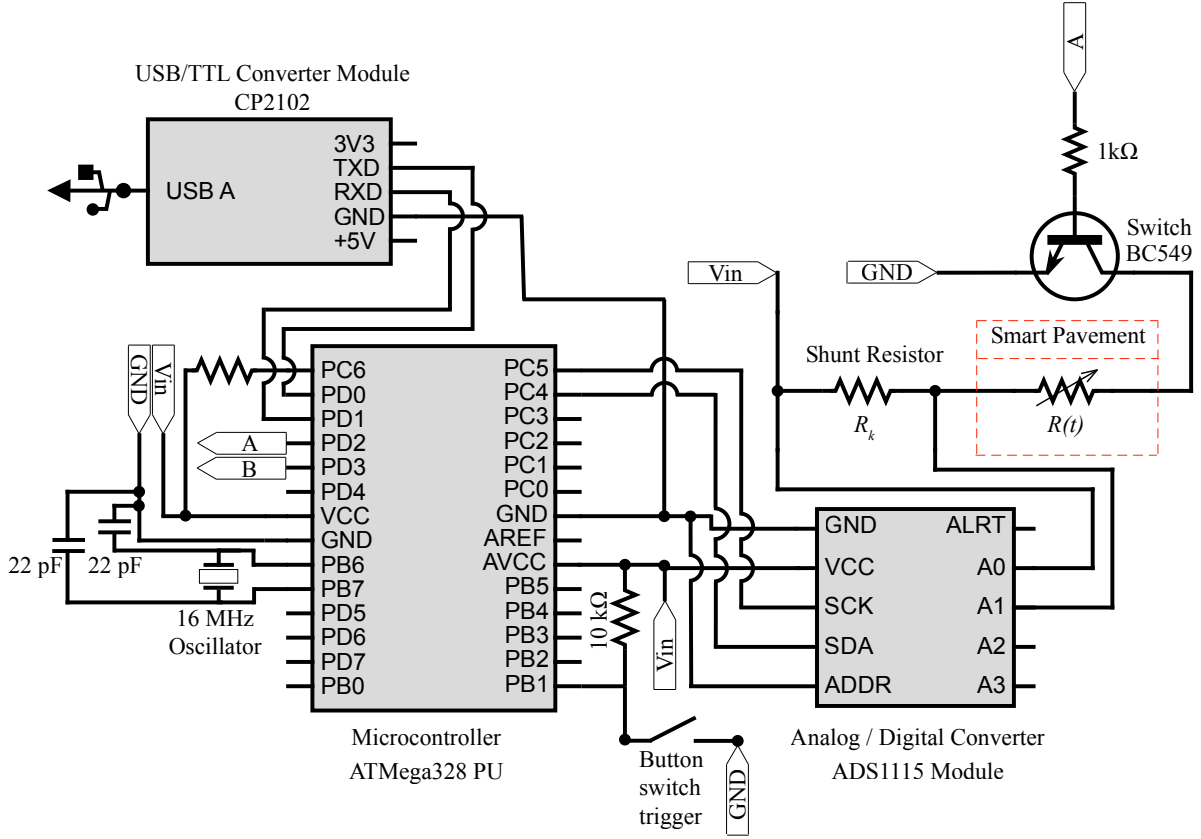 USB/TTL Converter Module
CP2102
USB A
3V3
TXD
RXD
GND
+5V
A
1kΩ
Switch
BC549
Vin
GND
Smart Pavement
Shunt Resistor
R(t)
Rk
GND
Vin
PC6
PD0
PD1
PD2
PD3
PD4
VCC
GND
PB6
PB7
PD5
PD6
PD7
PB0
PC5
PC4
PC3
PC2
PC1
PC0
GND
AREF
AVCC
PB5
PB4
PB3
PB2
PB1
A
B
22 pF
22 pF
16 MHz
Oscillator
10 kΩ
Vin
GND
VCC
SCK
SDA
ADDR
ALRT
A0
A1
A2
A3
Microcontroller
ATMega328 PU
Button
switch
trigger
GND
Analog / Digital Converter
ADS1115 Module